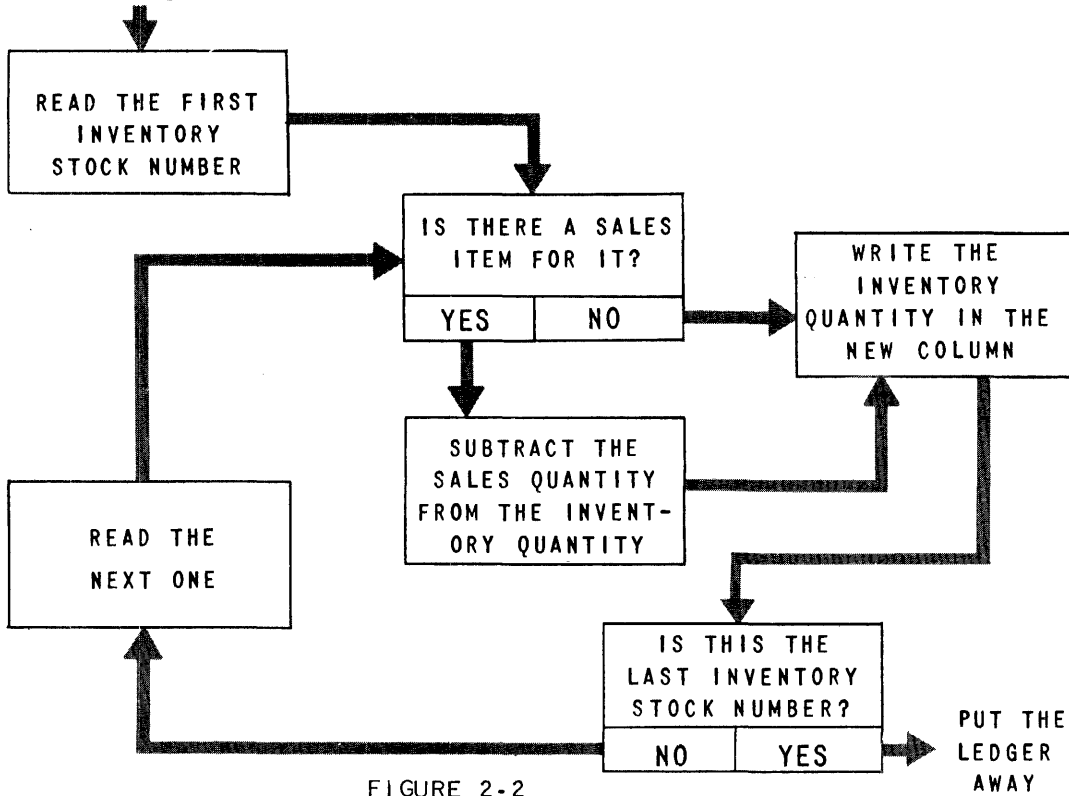 READ THE FIRST
INVENTORY
STOCK NUMBER
IS THERE A SALES
ITEM FOR IT?
YES
NO
WRITE THE
INVENTORY
QUANTITY IN THE
NEW COLUMN
SUBTRACT THE
SALES QUANTITY
FROM THE INVENT-
ORY QUANTITY
READ THE
NEXT ONE
IS THIS THE
LAST INVENTORY
STOCK NUMBER?
NO
YES
PUT THE
LEDGER
AWAY
FIGURE 2-2